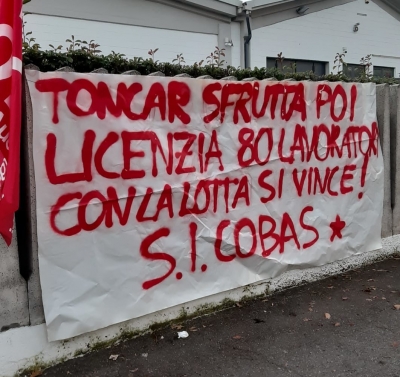 TONCAR SFRUTTA POI
LICENZIA 80 LAVORATORI
CON LA LOTTA SI VINCE!
S.I. COBAS ★